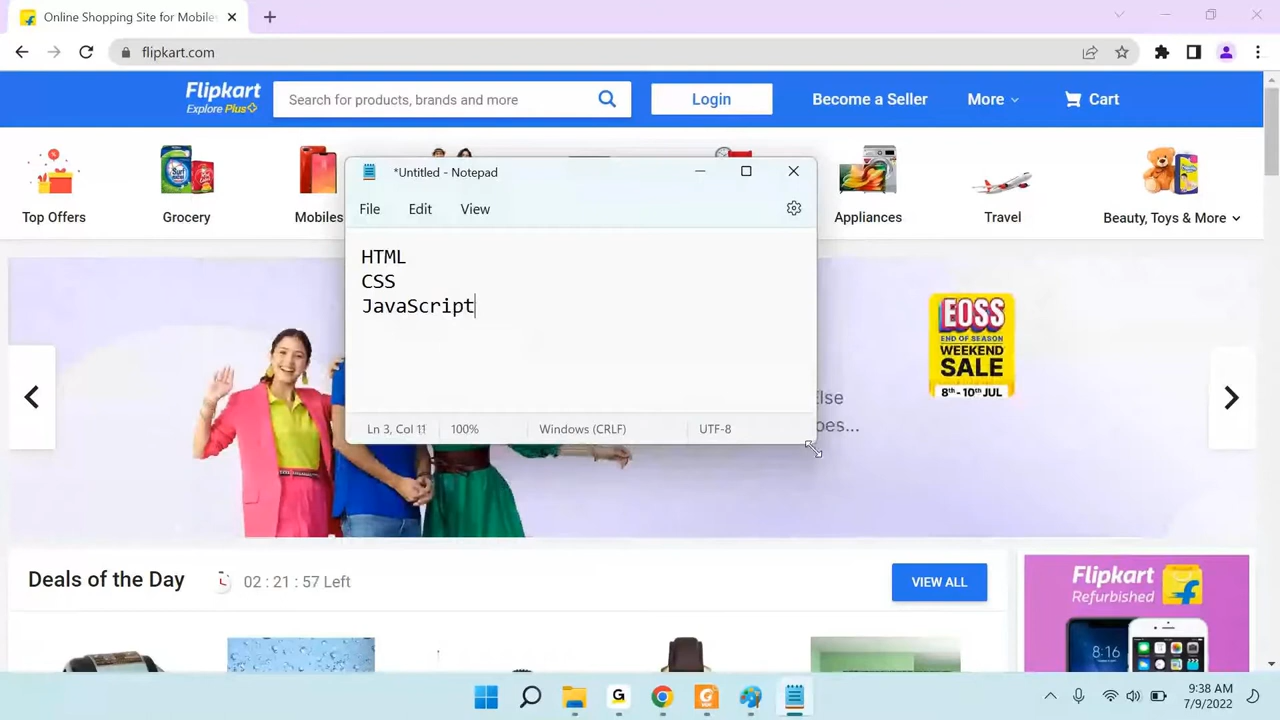 Online Shopping Site for Mobiles
flipkart.com
Flipkart
Explore Plus
Search for products, brands and more
Login
Become a Seller
More
Cart
Top Offers
Grocery
Mobiles
Appliances
Travel
Beauty, Toys & More
*Untitled - Notepad
File
Edit
View
HTML
CSS
JavaScript
Ln 3, Col 11
100%
Windows (CRLF)
UTF-8
EOSS
END OF SEASON
WEEKEND
SALE
8th - 10th JUL
Else
oes...
Deals of the Day
02 : 21 : 57 Left
VIEW ALL
Flipkart
Refurbished
8:16
G
9:38 AM
7/9/2022